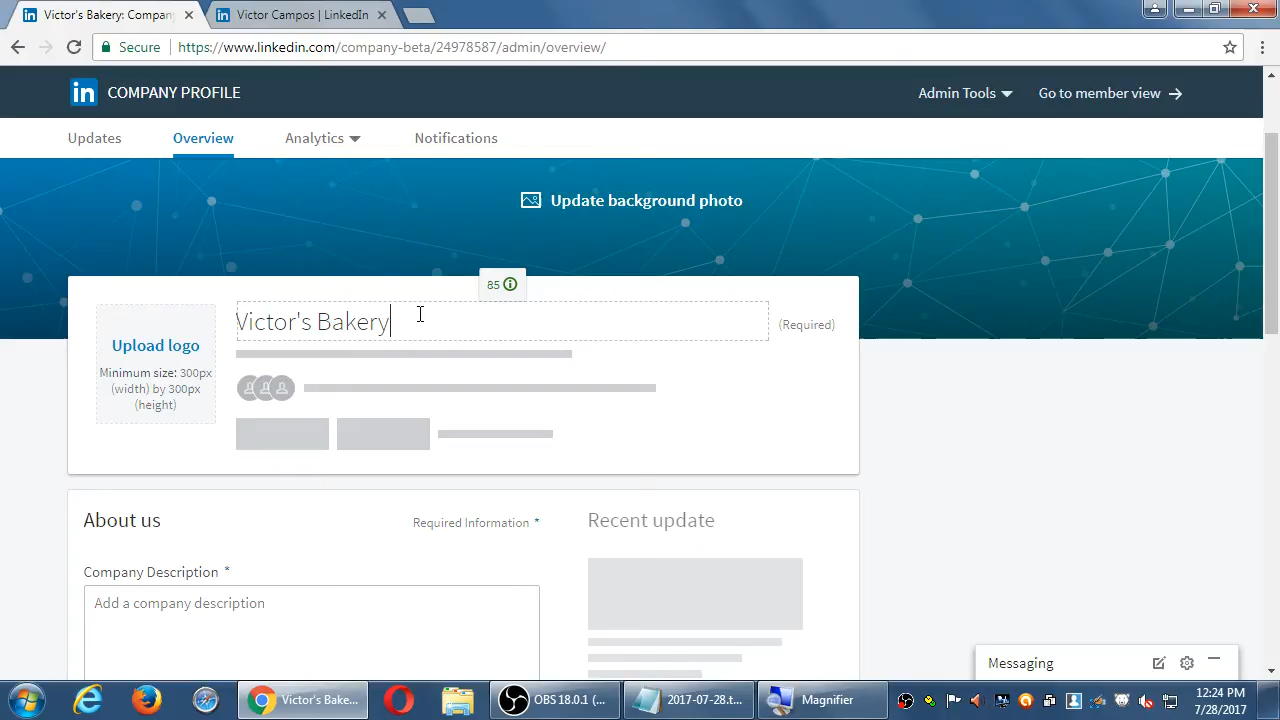 Victor's Bakery: Compan
Victor Campos | LinkedIn
Secure
https://www.linkedin.com/company-beta/24978587/admin/overview/
in COMPANY PROFILE
Admin Tools
Go to member view
Updates
Overview
Analytics
Notifications
Update background photo
85
Victor's Bakery
(Required)
Upload logo
Minimum size: 300px
(width) by 300px
(height)
About us
Required Information *
Recent update
Company Description *
Add a company description
Messaging
Victor's Bake...
OBS 18.0.1 (...
2017-07-28.t...
Magnifier
12:24 PM
7/28/2017